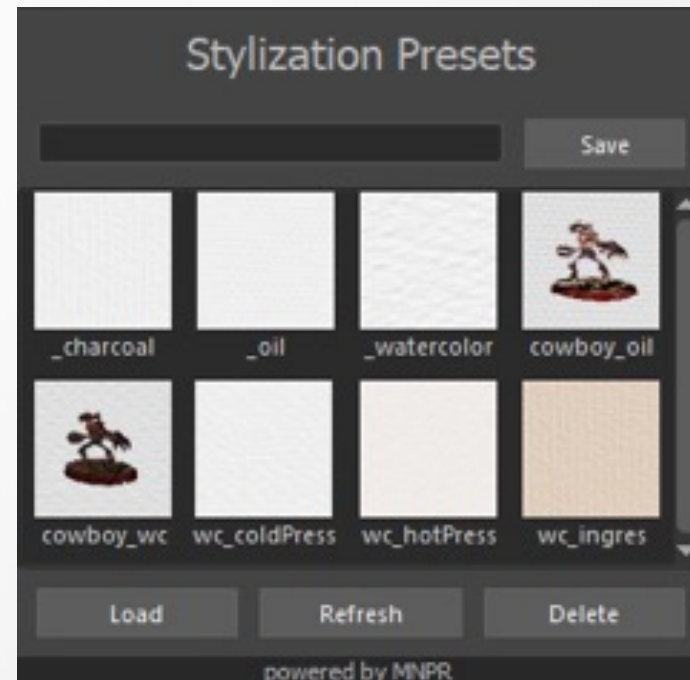 Stylization Presets
Save
_charcoal _oil _watercolor cowboy_oil
cowboy_wc wc_coldPress wc_hotPress wc_ingres
Load Refresh Delete
powered by MNPR